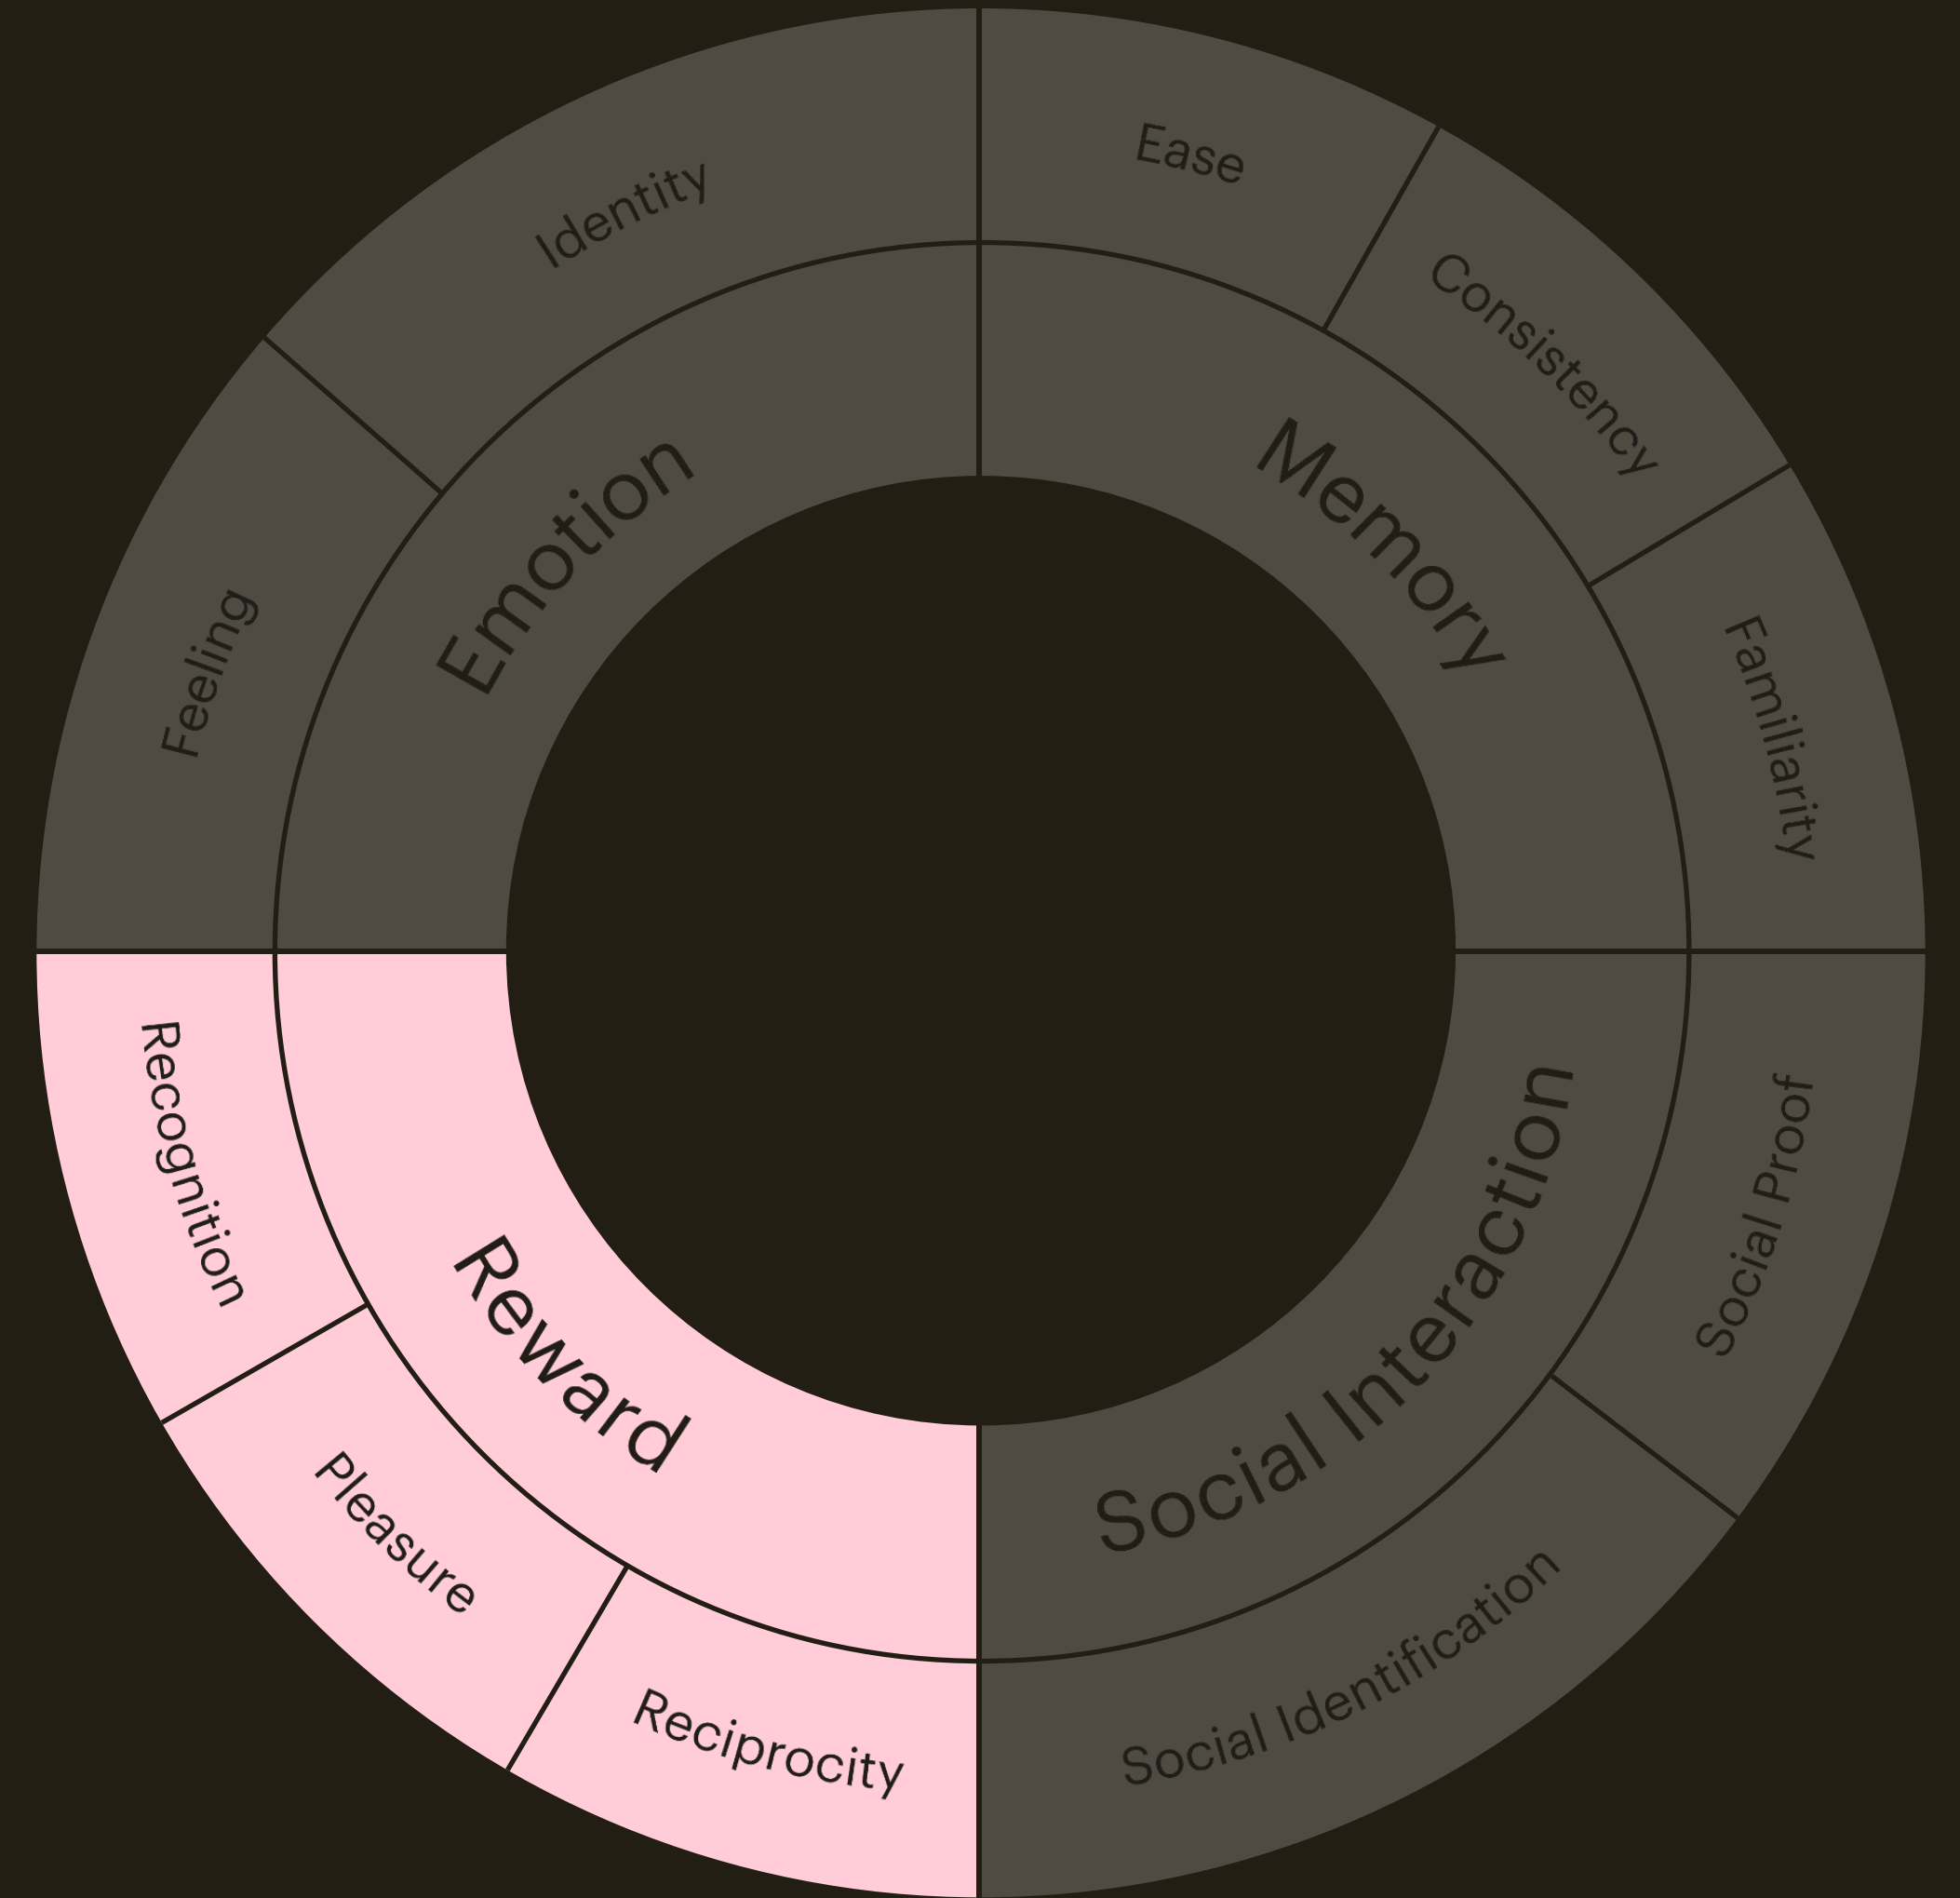 Ease
Identity
Consistency
Memory
Emotion
Feeling
Familiarity
Recognition
Social Proof
Social Interaction
Reward
Pleasure
Social Identification
Reciprocity